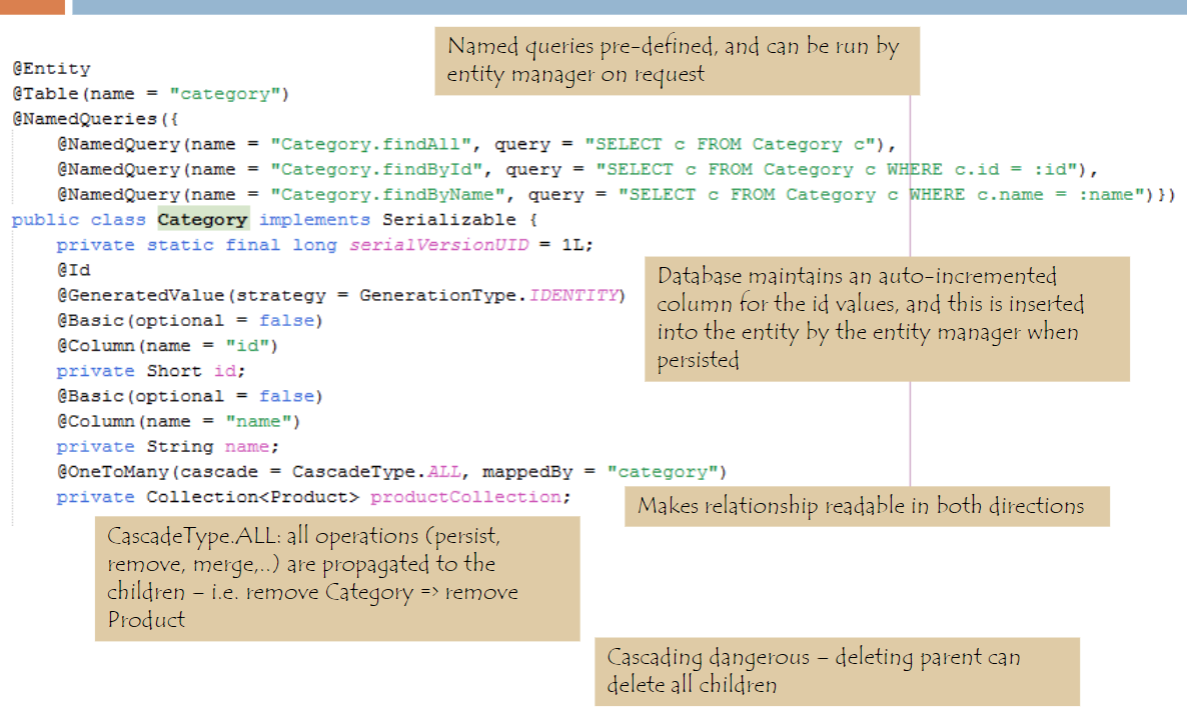 Named queries pre-defined, and can be run by
entity manager on request
@Entity
@Table(name = "category")
@NamedQueries({
@NamedQuery(name = "Category.findAll", query = "SELECT c FROM Category c"),
@NamedQuery(name = "Category.findById", query = "SELECT c FROM Category c WHERE c.id = :id"),
@NamedQuery(name = "Category.findByName", query = "SELECT c FROM Category c WHERE c.name = :name")})
public class Category implements Serializable {
private static final long serialVersionUID = 1L;
@Id
@GeneratedValue(strategy = GenerationType.IDENTITY)
@Basic(optional = false)
@Column(name = "id")
private Short id;
@Basic(optional = false)
@Column(name = "name")
private String name;
@OneToMany(cascade = CascadeType.ALL, mappedBy = "category")
private Collection<Product> productCollection;
Database maintains an auto-incremented
column for the id values, and this is inserted
into the entity by the entity manager when
persisted
Makes relationship readable in both directions
CascadeType.ALL: all operations (persist,
remove, merge,..) are propagated to the
children – i.e. remove Category => remove
Product
Cascading dangerous – deleting parent can
delete all children